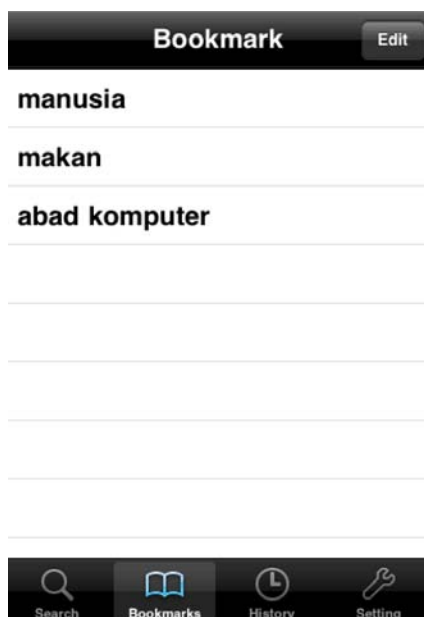 Bookmark Edit
manusia
makan
abad komputer
Search Bookmarks History Setting